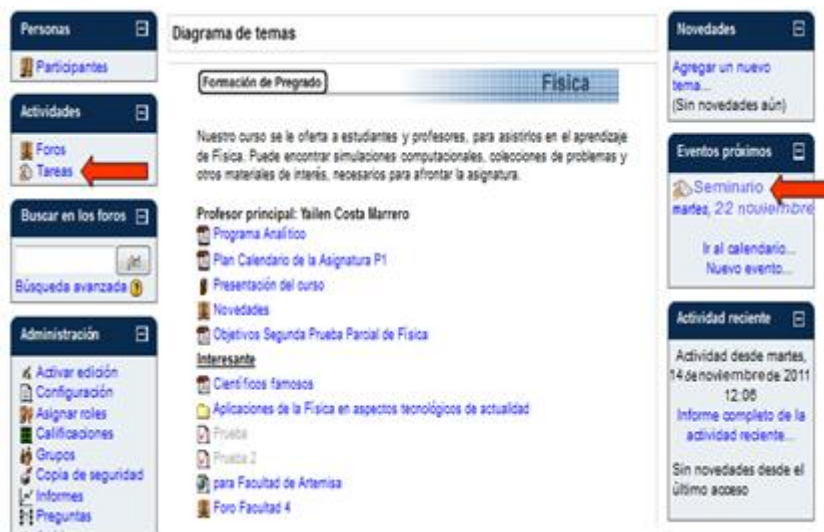 Personas
Participantes
Actividades
Foros
Tareas
Buscar en los foros
¡Ir!
Búsqueda avanzada
Administración
Activar edición
Configuración
Asignar roles
Calificaciones
Grupos
Copia de seguridad
Informes
Preguntas
Diagrama de temas
Formación de Pregrado
Física
Nuestro curso se le oferta a estudiantes y profesores, para asistirlos en el aprendizaje
de Física. Puede encontrar simulaciones computacionales, colecciones de problemas y
otros materiales de interés, necesarios para afrontar la asignatura.
Profesor principal: Yailen Costa Marrero
Programa Analítico
Plan Calendario de la Asignatura P1
Presentación del curso
Novedades
Objetivos Segunda Prueba Parcial de Física
Interesante
Científicos famosos
Aplicaciones de la Física en aspectos tecnológicos de actualidad
Prueba
Prueba 2
para Facultad de Artemisa
Foro Facultad 4
Novedades
Agregar un nuevo
tema...
(Sin novedades aún)
Eventos próximos
Seminario
martes, 22 noviembre
Ir al calendario...
Nuevo evento...
Actividad reciente
Actividad desde martes,
14 de noviembre de 2011
12:06
Informe completo de la
actividad reciente...
Sin novedades desde el
último acceso